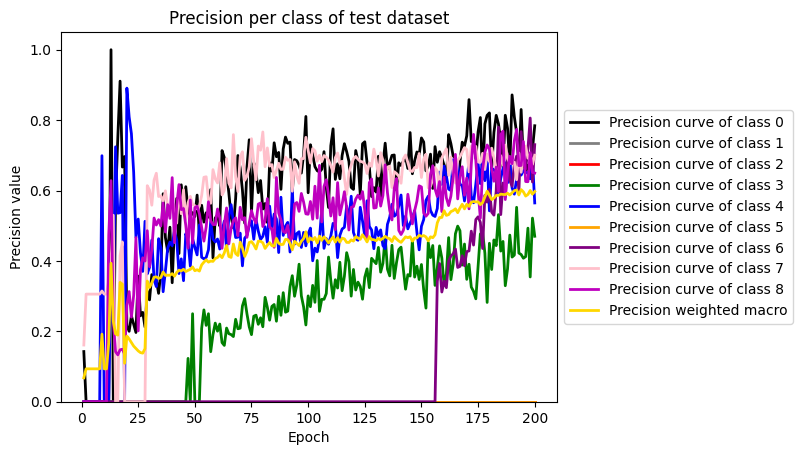 Precision per class of test dataset
Precision value
1.0
0.8
0.6
0.4
0.2
0.0
0
25
50
75
100
125
150
175
200
Epoch
Precision curve of class 0
Precision curve of class 1
Precision curve of class 2
Precision curve of class 3
Precision curve of class 4
Precision curve of class 5
Precision curve of class 6
Precision curve of class 7
Precision curve of class 8
Precision weighted macro